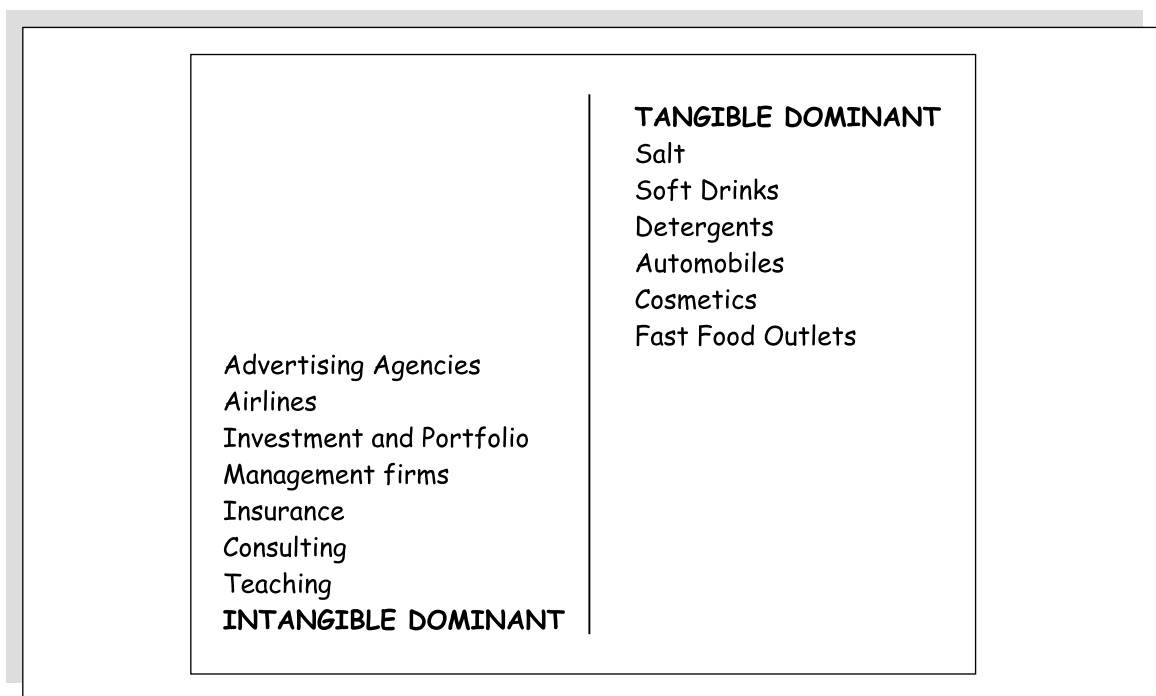 TANGIBLE DOMINANT
Salt
Soft Drinks
Detergents
Automobiles
Cosmetics
Fast Food Outlets
Advertising Agencies
Airlines
Investment and Portfolio
Management firms
Insurance
Consulting
Teaching
INTANGIBLE DOMINANT